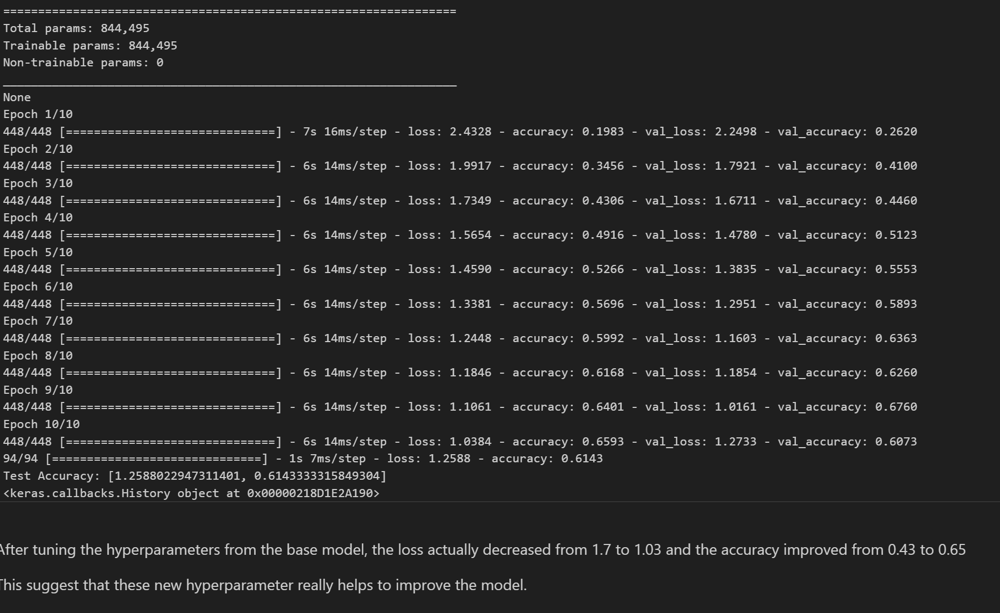 =================================================================
Total params: 844,495
Trainable params: 844,495
Non-trainable params: 0
_________________________________________________________________
None
Epoch 1/10
448/448 [==============================] - 7s 16ms/step - loss: 2.4328 - accuracy: 0.1983 - val_loss: 2.2498 - val_accuracy: 0.2620
Epoch 2/10
448/448 [==============================] - 6s 14ms/step - loss: 1.9917 - accuracy: 0.3456 - val_loss: 1.7921 - val_accuracy: 0.4100
Epoch 3/10
448/448 [==============================] - 6s 14ms/step - loss: 1.7349 - accuracy: 0.4306 - val_loss: 1.6711 - val_accuracy: 0.4460
Epoch 4/10
448/448 [==============================] - 6s 14ms/step - loss: 1.5654 - accuracy: 0.4916 - val_loss: 1.4780 - val_accuracy: 0.5123
Epoch 5/10
448/448 [==============================] - 6s 14ms/step - loss: 1.4590 - accuracy: 0.5266 - val_loss: 1.3835 - val_accuracy: 0.5553
Epoch 6/10
448/448 [==============================] - 6s 14ms/step - loss: 1.3381 - accuracy: 0.5696 - val_loss: 1.2951 - val_accuracy: 0.5893
Epoch 7/10
448/448 [==============================] - 6s 14ms/step - loss: 1.2448 - accuracy: 0.5992 - val_loss: 1.1603 - val_accuracy: 0.6363
Epoch 8/10
448/448 [==============================] - 6s 14ms/step - loss: 1.1846 - accuracy: 0.6168 - val_loss: 1.1854 - val_accuracy: 0.6260
Epoch 9/10
448/448 [==============================] - 6s 14ms/step - loss: 1.1061 - accuracy: 0.6401 - val_loss: 1.0161 - val_accuracy: 0.6760
Epoch 10/10
448/448 [==============================] - 6s 14ms/step - loss: 1.0384 - accuracy: 0.6593 - val_loss: 1.2733 - val_accuracy: 0.6073
94/94 [==============================] - 1s 7ms/step - loss: 1.2588 - accuracy: 0.6143
Test Accuracy: [1.2588022947311401, 0.6143333315849304]
<keras.callbacks.History object at 0x00000218D1E2A190>
After tuning the hyperparameters from the base model, the loss actually decreased from 1.7 to 1.03 and the accuracy improved from 0.43 to 0.65
This suggest that these new hyperparameter really helps to improve the model.